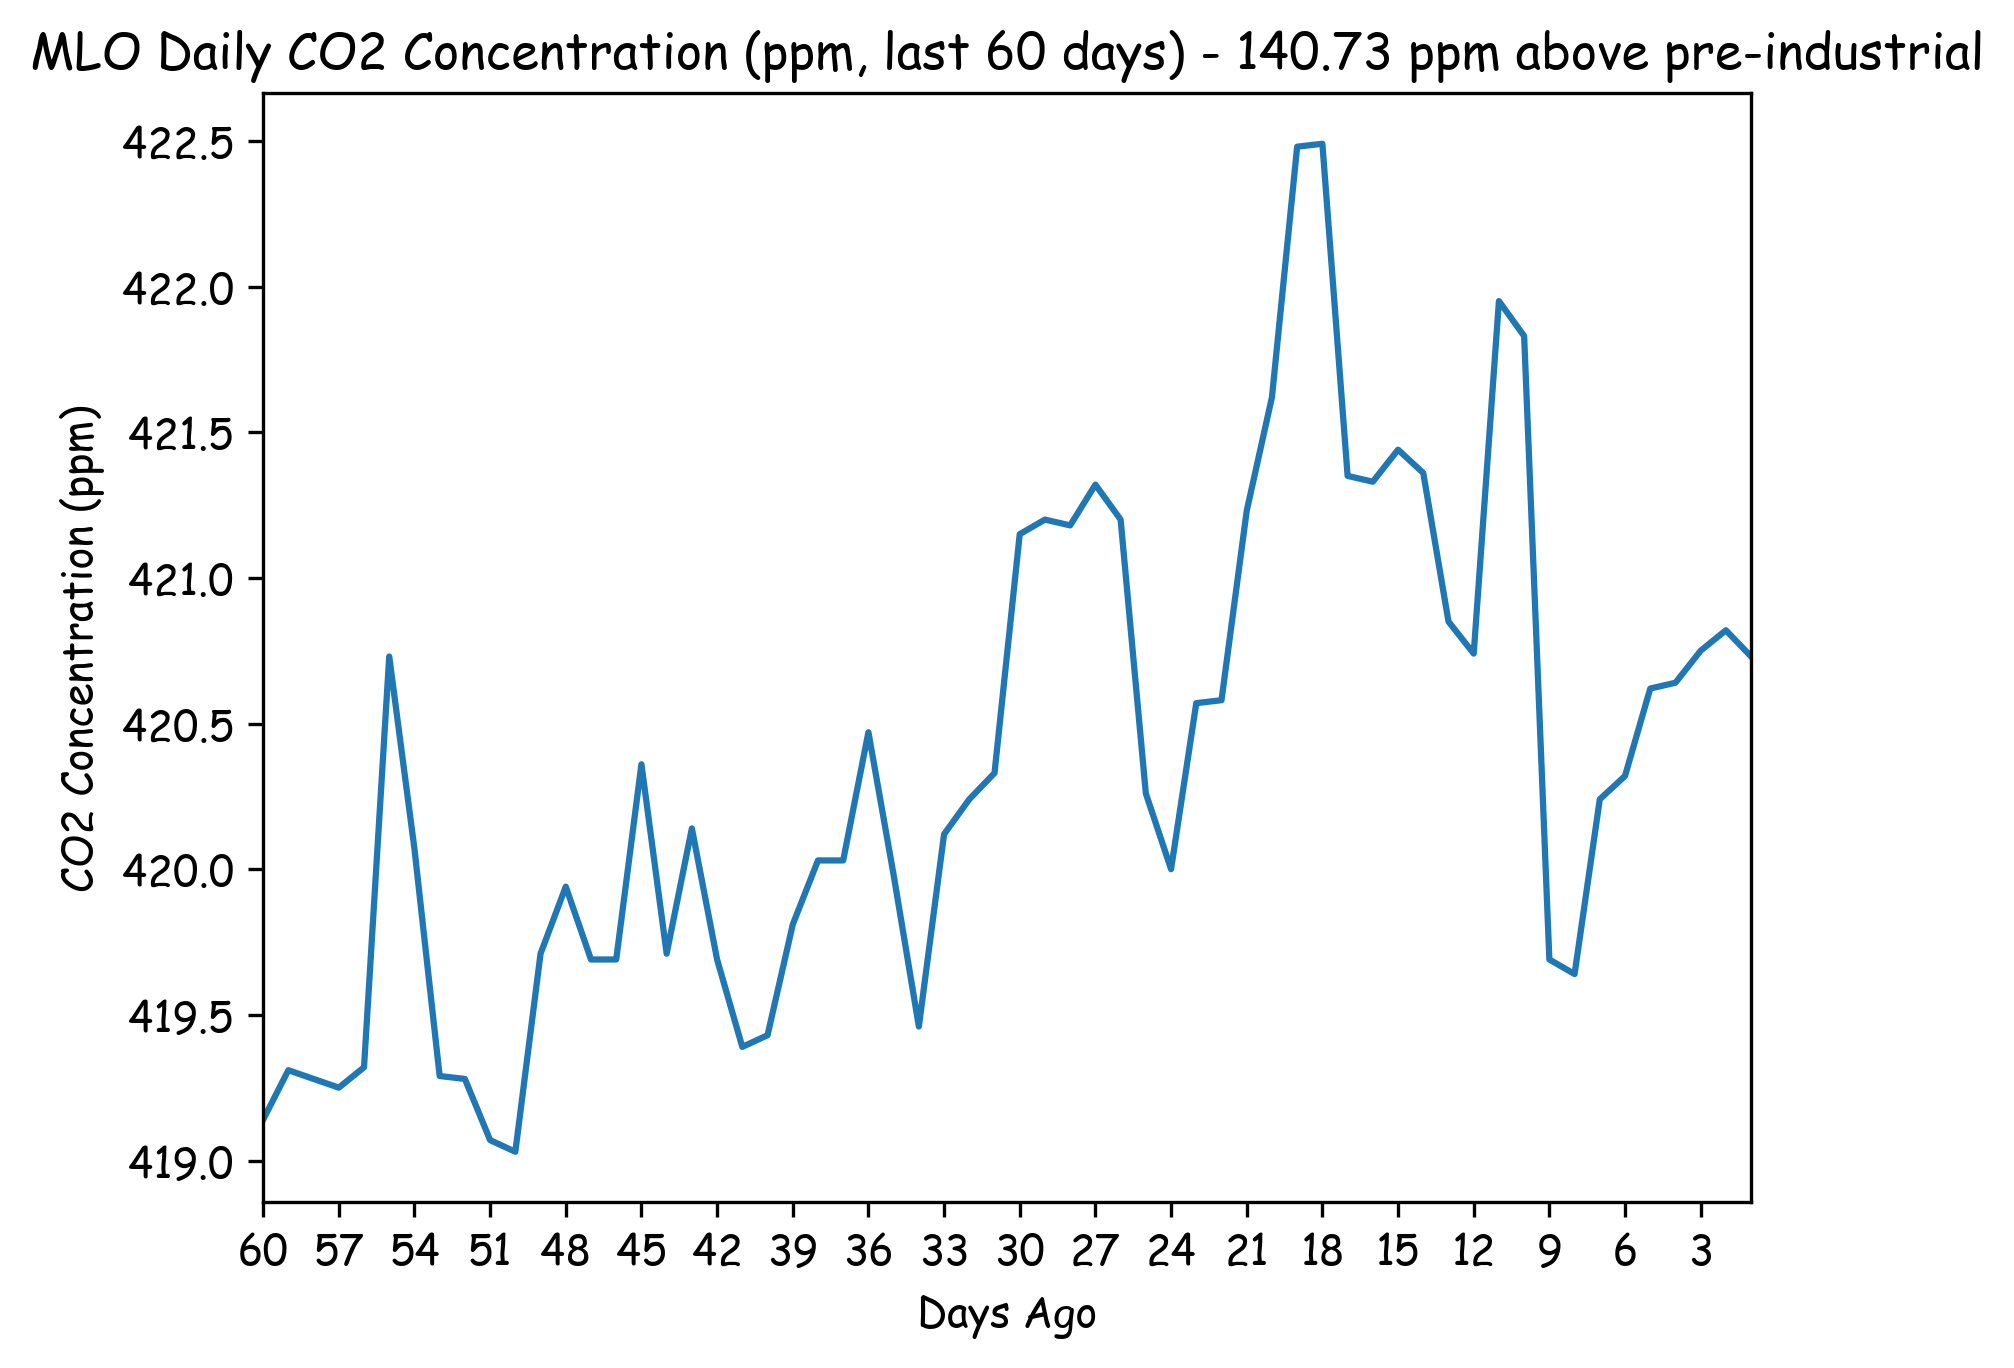 MLO Daily CO2 Concentration (ppm, last 60 days) - 140.73 ppm above pre-industrial
422.5
422.0
421.5
421.0
420.5
420.0
419.5
419.0
CO2 Concentration (ppm)
60 57 54 51 48 45 42 39 36 33 30 27 24 21 18 15 12 9 6 3
Days Ago